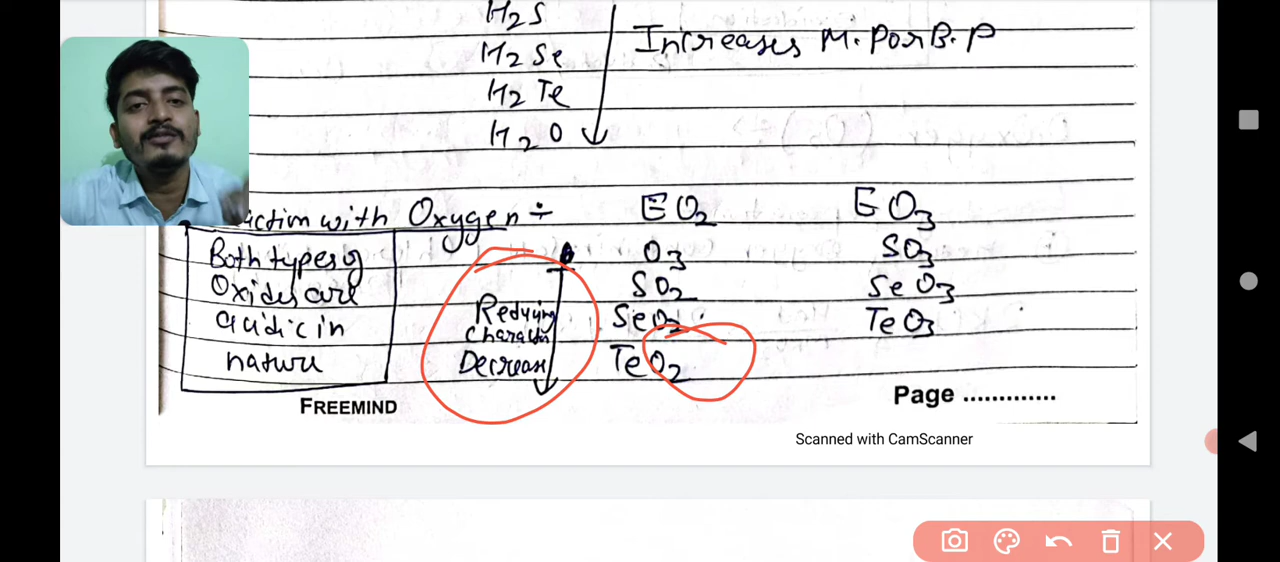 H2S
H2Se
H2Te
H2O
Increases M.P or B.P
ction with Oxygen ÷
EO2
EO3
Both types of
Oxides are
acidic in
nature
Reducing
Character
Decrease
O3
SO2
SeO2
TeO2
SO3
SeO3
TeO3
FREEMIND
Page .............
Scanned with CamScanner